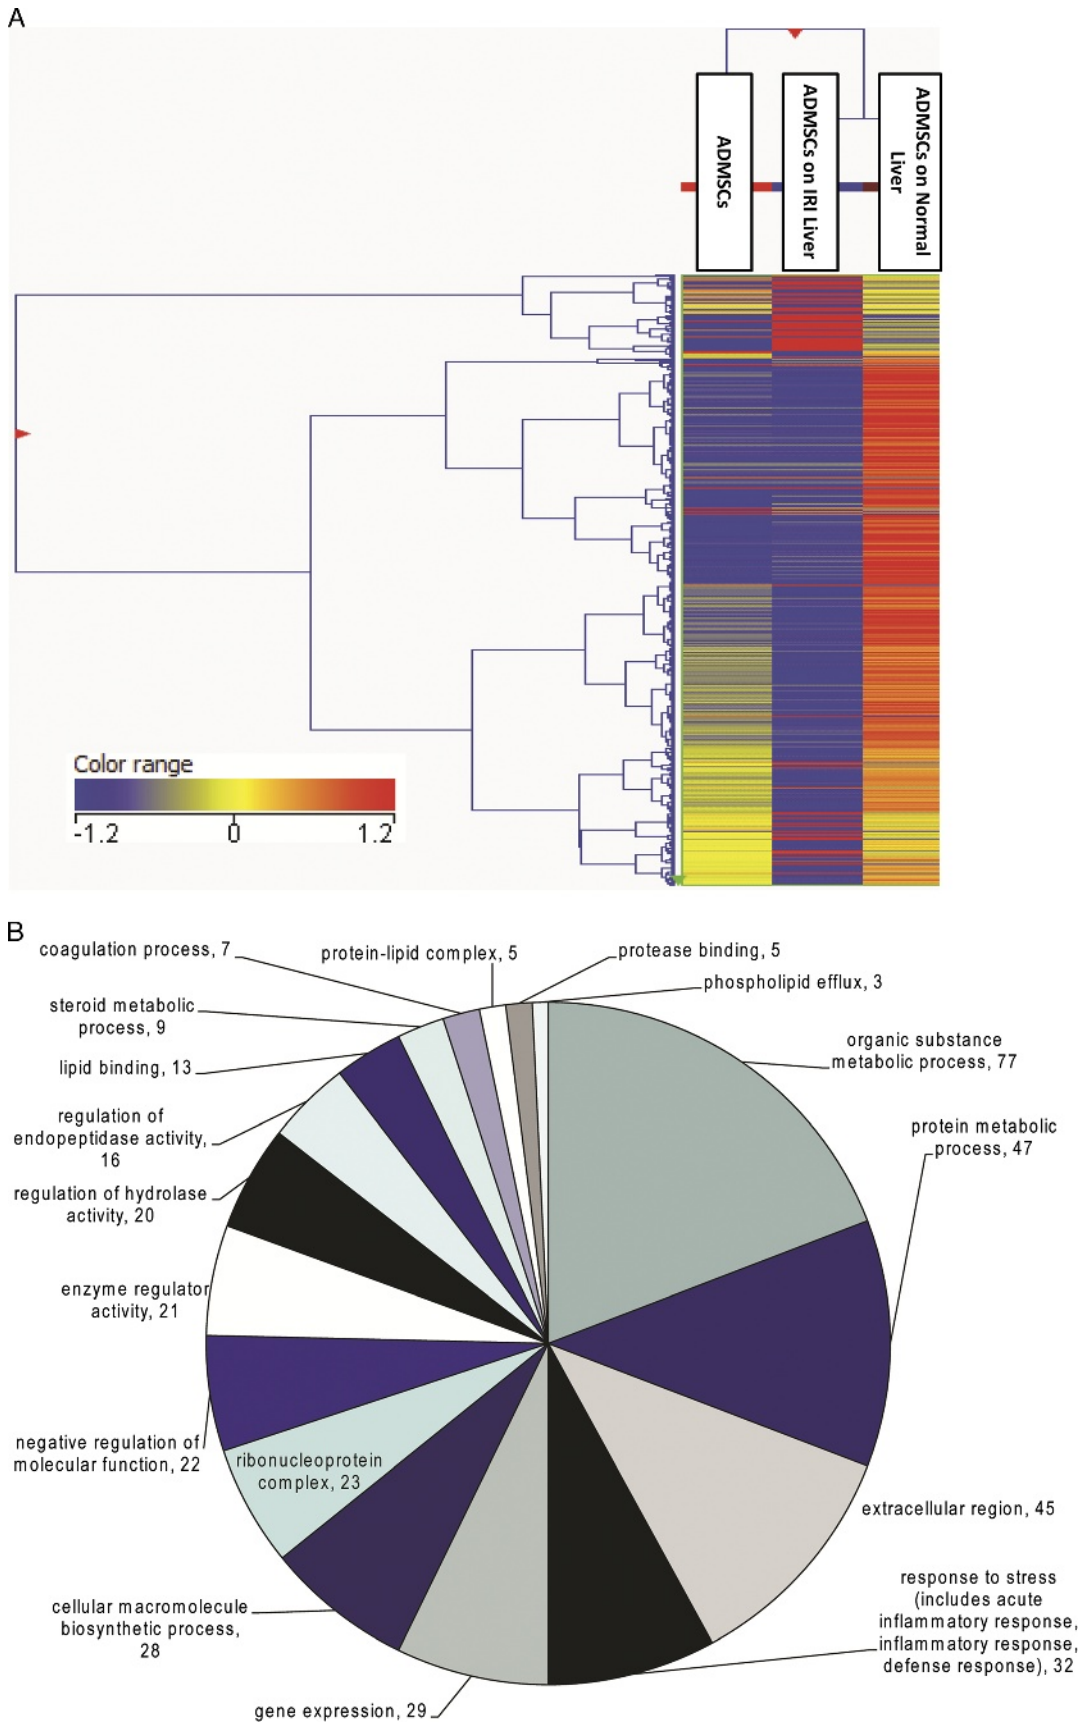 A
ADMSCs
ADMSCs on IRI Liver
ADMSCs on Normal
Liver
Color range
-1.2
0
1.2
B
coagulation process, 7
protein-lipid complex, 5
protease binding, 5
phospholipid efflux, 3
steroid metabolic
process, 9
lipid binding, 13
organic substance
metabolic process, 77
regulation of
endopeptidase activity,
16
protein metabolic
process, 47
regulation of hydrolase
activity, 20
enzyme regulator
activity, 21
negative regulation of
molecular function, 22
ribonucleoprotein
complex, 23
extracellular region, 45
response to stress
(includes acute
inflammatory response,
inflammatory response,
defense response), 32
cellular macromolecule
biosynthetic process,
28
gene expression, 29